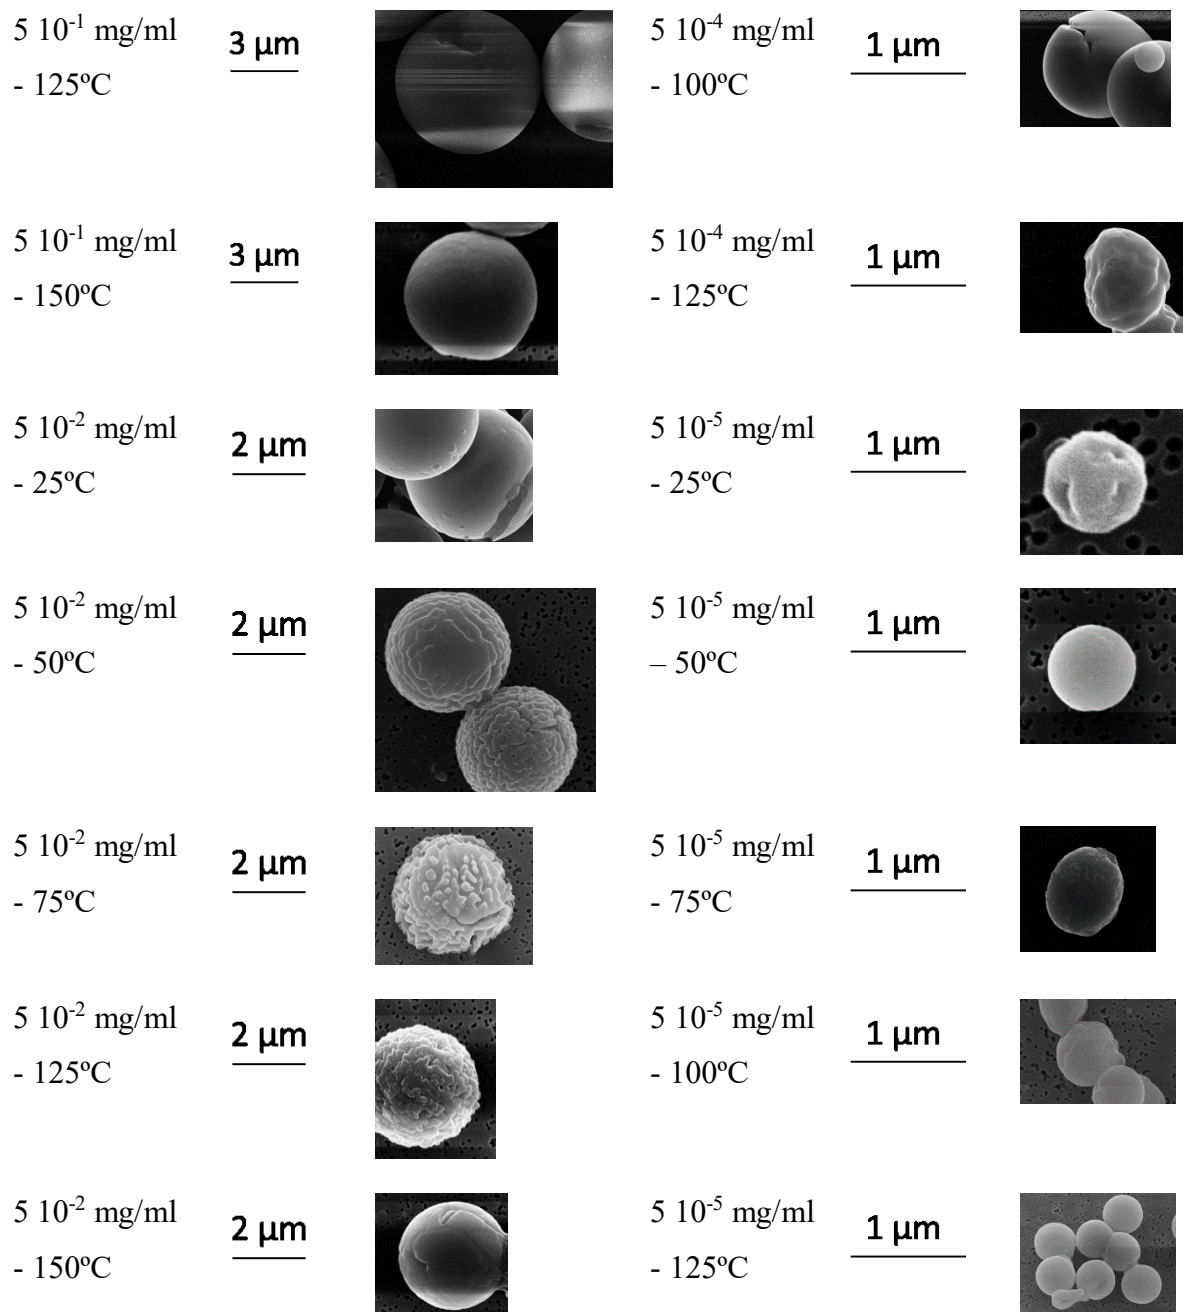 5 10⁻¹ mg/ml
- 125ºC
3 µm
5 10⁻⁴ mg/ml
- 100ºC
1 µm
5 10⁻¹ mg/ml
- 150ºC
3 µm
5 10⁻⁴ mg/ml
- 125ºC
1 µm
5 10⁻² mg/ml
- 25ºC
2 µm
5 10⁻⁵ mg/ml
- 25ºC
1 µm
5 10⁻² mg/ml
- 50ºC
2 µm
5 10⁻⁵ mg/ml
– 50ºC
1 µm
5 10⁻² mg/ml
- 75ºC
2 µm
5 10⁻⁵ mg/ml
- 75ºC
1 µm
5 10⁻² mg/ml
- 125ºC
2 µm
5 10⁻⁵ mg/ml
- 100ºC
1 µm
5 10⁻² mg/ml
- 150ºC
2 µm
5 10⁻⁵ mg/ml
- 125ºC
1 µm